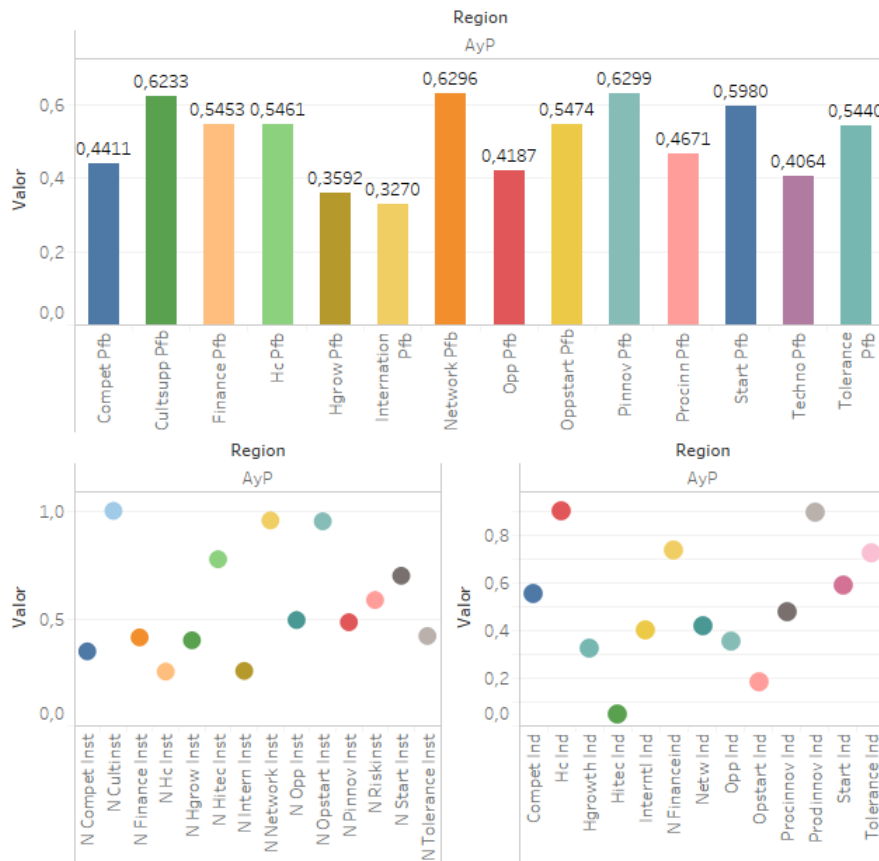 Region
AyP
Valor
0,6
0,4
0,2
0,0
0,4411
0,6233
0,5453
0,5461
0,3592
0,3270
0,6296
0,4187
0,5474
0,6299
0,4671
0,5980
0,4064
0,5440
Compet Pfb
Cultsupp Pfb
Finance Pfb
Hc Pfb
Hgrow Pfb
Internation
Pfb
Network Pfb
Opp Pfb
Oppstart Pfb
Pinnov Pfb
Procinn Pfb
Start Pfb
Techno Pfb
Tolerance
Pfb
Region
AyP
Valor
1,0
0,5
0,0
N Compet Inst
N Cultinst
N Finance Inst
N Hc Inst
N Hgrow Inst
N Hitec Inst
N Intern Inst
N Network Inst
N Opp Inst
N Opstart Inst
N Pinnov Inst
N Riskinst
N Start Inst
N Tolerance Inst
Region
AyP
Valor
0,8
0,6
0,4
0,2
0,0
Compet Ind
Hc Ind
Hgrowth Ind
Hitec Ind
Interntl Ind
N Financeind
Netw Ind
Opp Ind
Opstart Ind
Procinnov Ind
Prodinnov Ind
Start Ind
Tolerance Ind